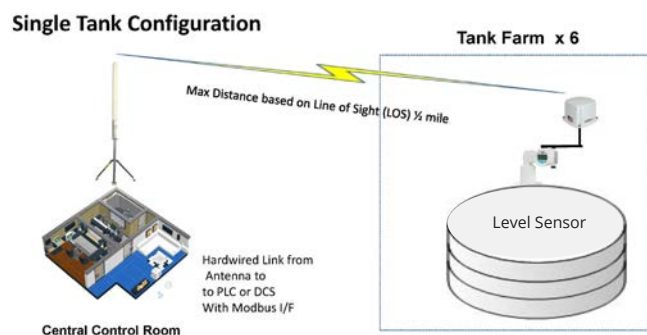 Single Tank Configuration
Tank Farm x 6
Max Distance based on Line of Sight (LOS) ½ mile
Level Sensor
Hardwired Link from
Antenna to
to PLC or DCS
With Modbus I/F
Central Control Room